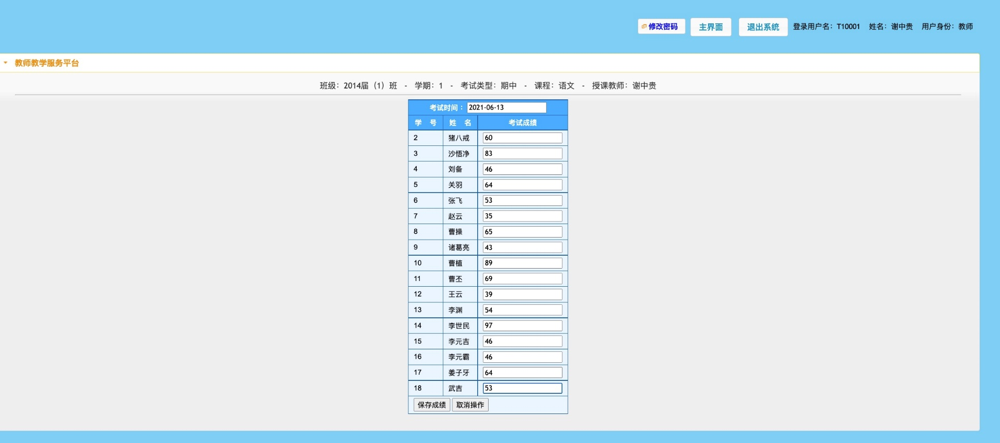 修改密码 主界面 退出系统 登录用户名：T10001 姓名：谢中贵 用户身份：教师
教师教学服务平台
班级：2014届（1）班 - 学期：1 - 考试类型：期中 - 课程：语文 - 授课教师：谢中贵
考试时间：2021-06-13
学 号 姓 名 考试成绩
2 猪八戒 60
3 沙悟净 83
4 刘备 46
5 关羽 64
6 张飞 53
7 赵云 35
8 曹操 65
9 诸葛亮 43
10 曹植 89
11 曹丕 69
12 王云 39
13 李渊 54
14 李世民 97
15 李元吉 46
16 李元霸 46
17 姜子牙 64
18 武吉 53
保存成绩 取消操作